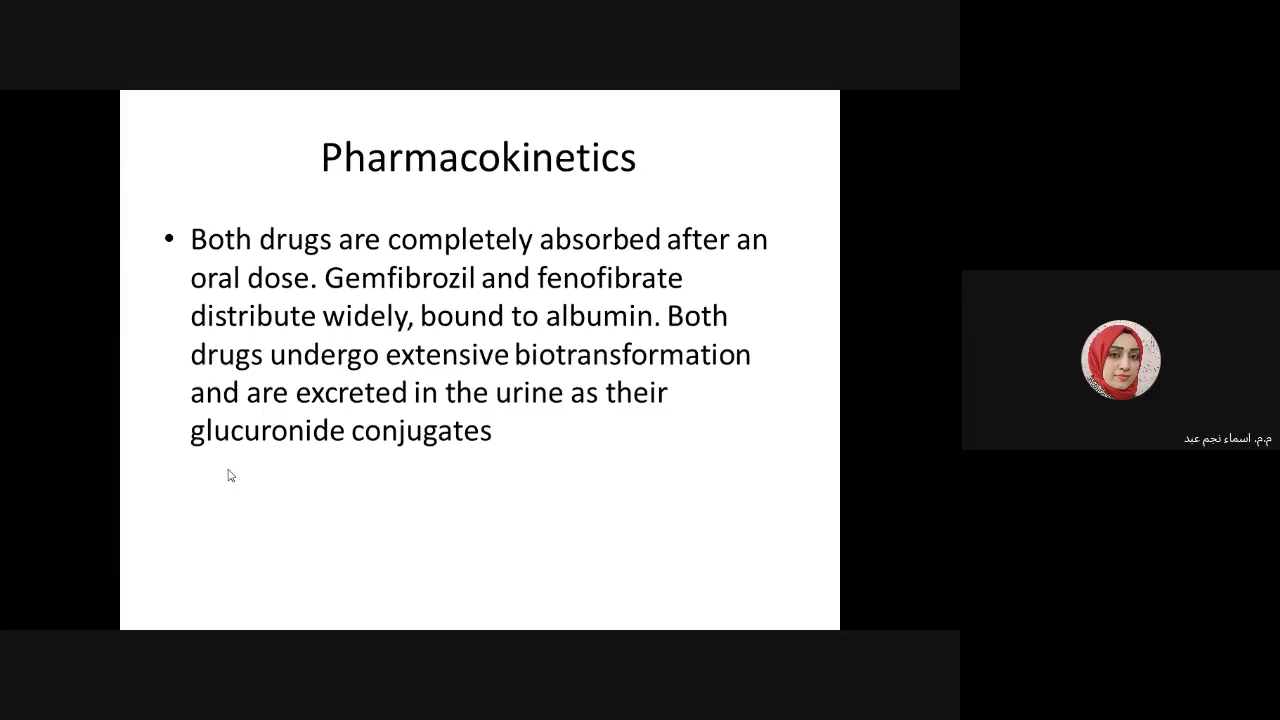 Pharmacokinetics
• Both drugs are completely absorbed after an
oral dose. Gemfibrozil and fenofibrate
distribute widely, bound to albumin. Both
drugs undergo extensive biotransformation
and are excreted in the urine as their
glucuronide conjugates
م.م. اسماء نجم عبد